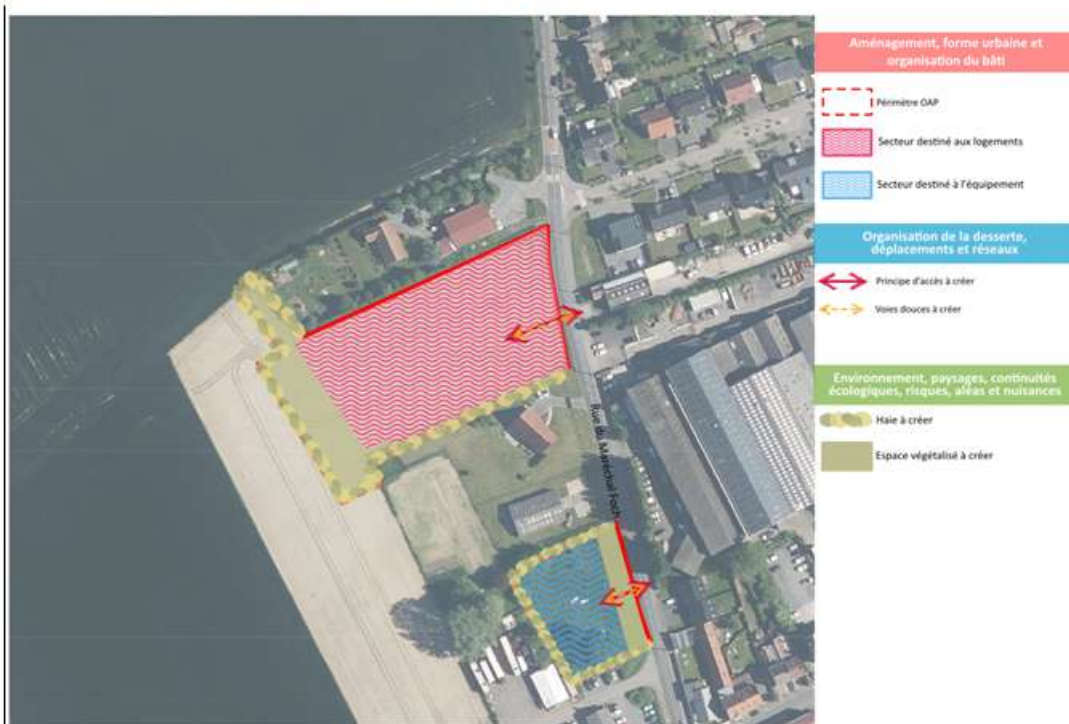 Aménagement, forme urbaine et
organisation du bâti
Périmètre OAP
Secteur destiné aux logements
Secteur destiné à l'équipement
Organisation de la desserte,
déplacements et réseaux
Principe d'accès à créer
Voies douces à créer
Environnement, paysages, continuités
écologiques, risques, aléas et nuisances
Haie à créer
Espace végétalisé à créer
Rue du Maréchal Foch